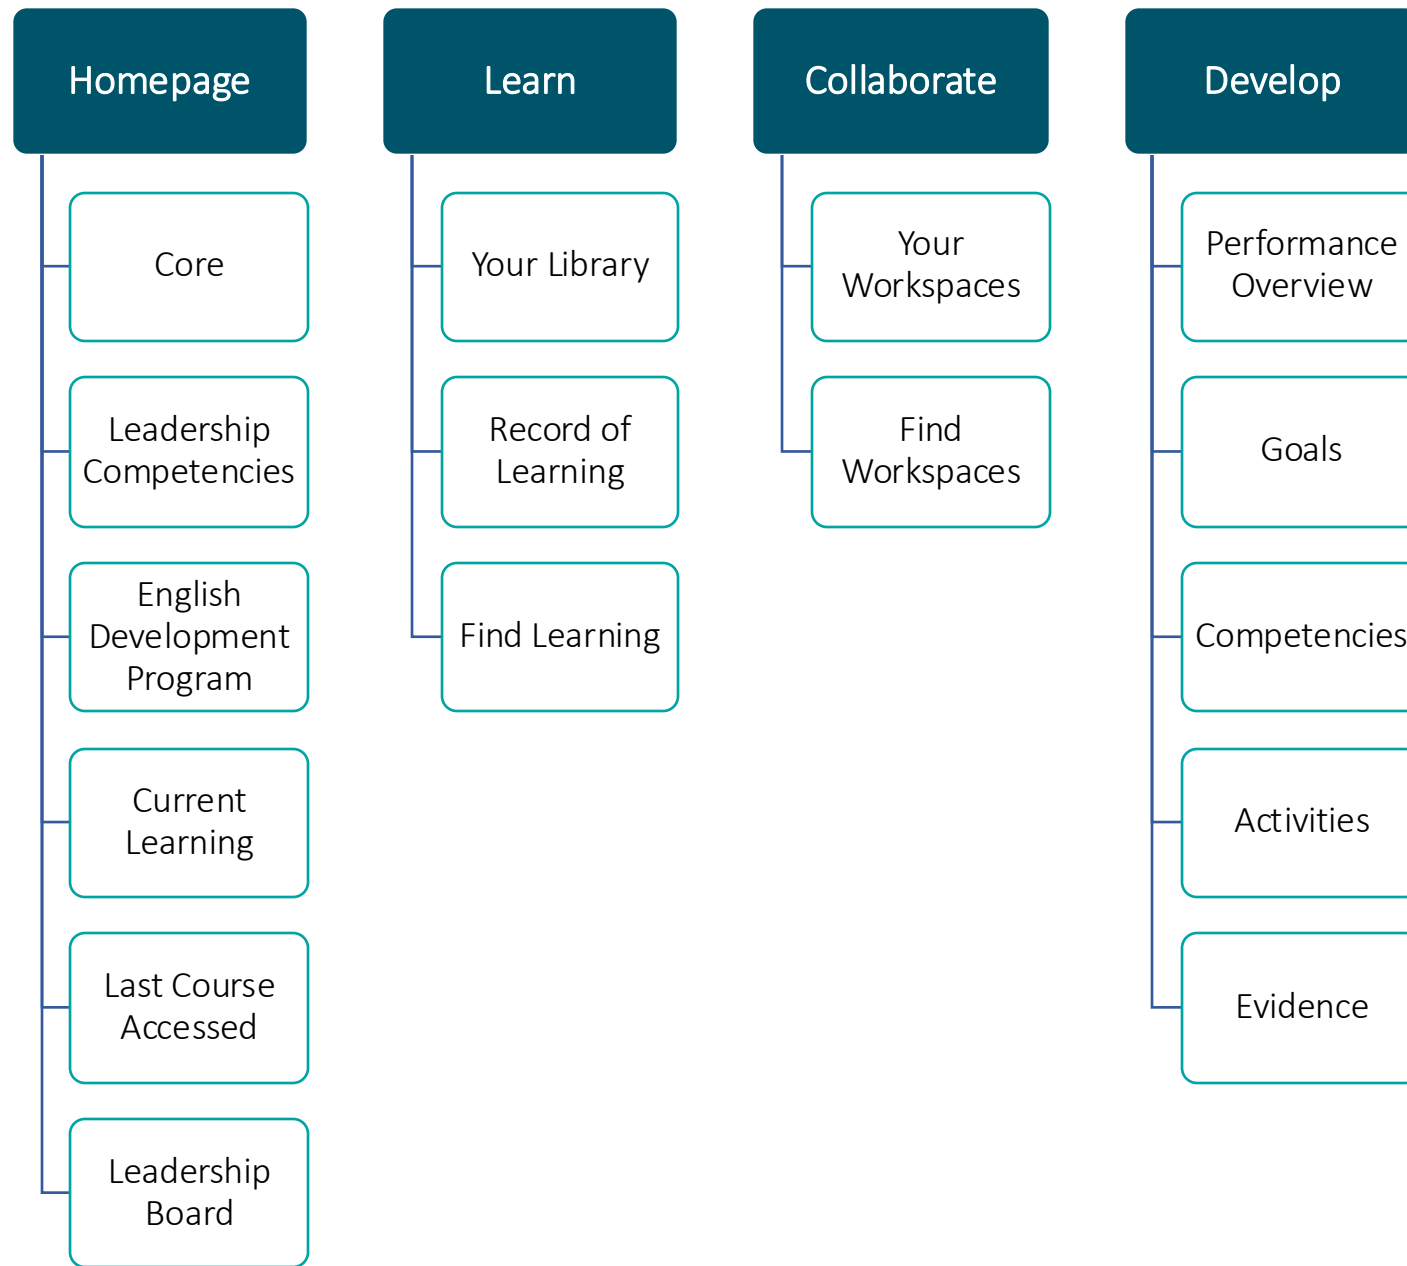 Homepage
Core
Leadership
Competencies
English
Development
Program
Current
Learning
Last Course
Accessed
Leadership
Board
Learn
Your Library
Record of
Learning
Find Learning
Collaborate
Your
Workspaces
Find
Workspaces
Develop
Performance
Overview
Goals
Competencies
Activities
Evidence